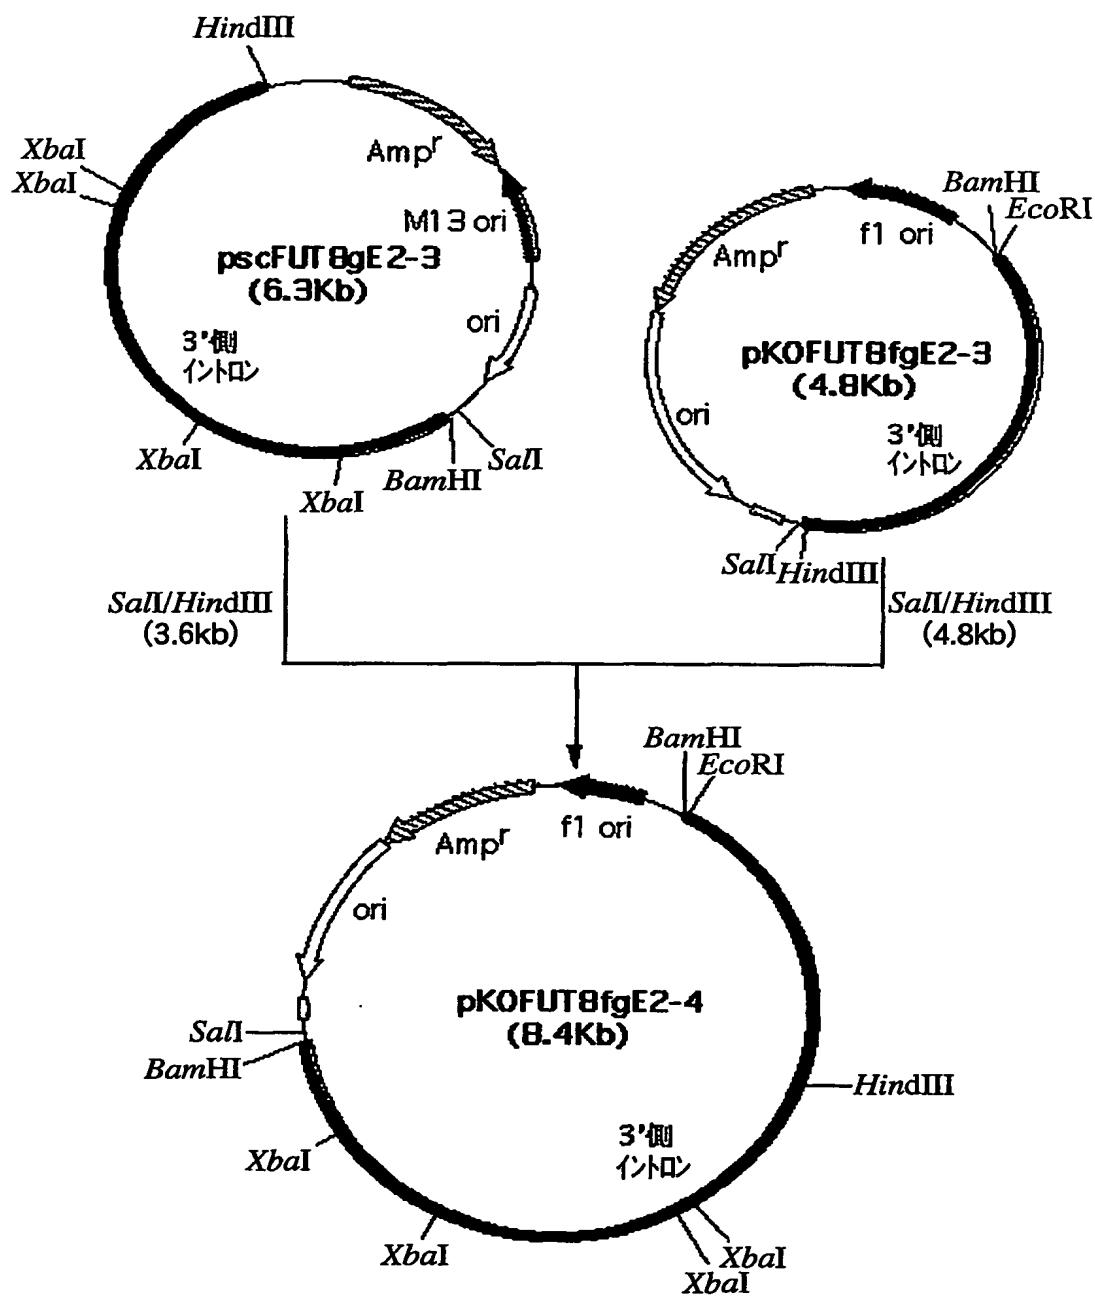 HindIII
XbaI
XbaI
Ampʳ
M13 ori
pscFUT8gE2-3
(6.3Kb)
ori
3'側
イントロン
XbaI
XbaI
BamHI
SalI
BamHI
EcoRI
f1 ori
Ampʳ
pKOFUT8fgE2-3
(4.8Kb)
ori
3'側
イントロン
SalI
HindIII
SalI/HindIII
(3.6kb)
SalI/HindIII
(4.8kb)
BamHI
EcoRI
f1 ori
Ampʳ
ori
pKOFUT8fgE2-4
(8.4Kb)
SalI
BamHI
HindIII
3'側
イントロン
XbaI
XbaI
XbaI
XbaI